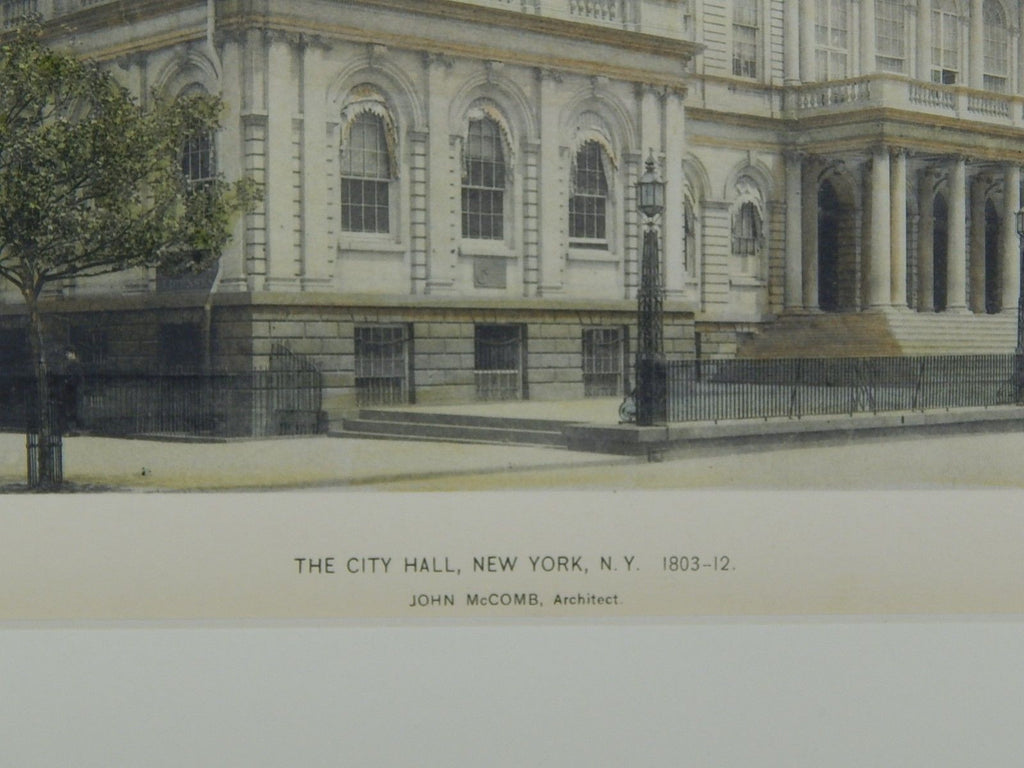 THE CITY HALL, NEW YORK, N.Y. 1803-12.
JOHN McCOMB, Architect.